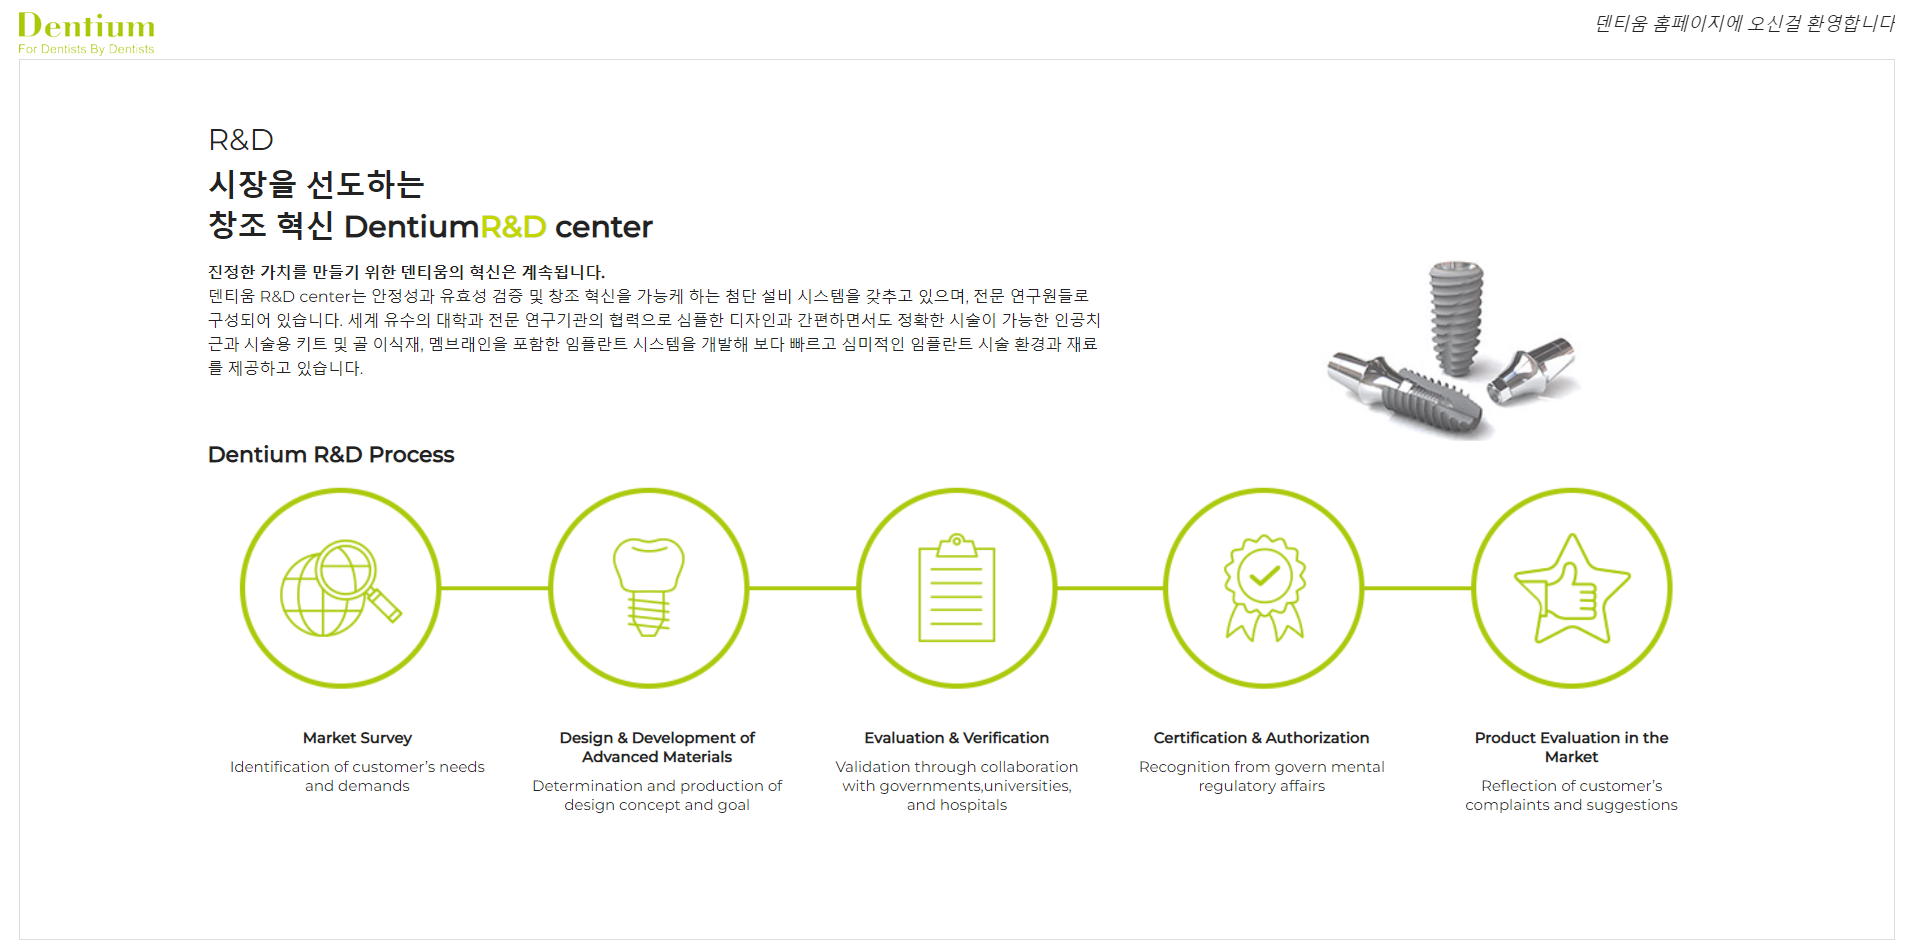 Dentium
For Dentists By Dentists
덴티움 홈페이지에 오신걸 환영합니다
R&D
시장을 선도하는
창조 혁신 DentiumR&D center
진정한 가치를 만들기 위한 덴티움의 혁신은 계속됩니다.
덴티움 R&D center는 안정성과 유효성 검증 및 창조 혁신을 가능케 하는 첨단 설비 시스템을 갖추고 있으며, 전문 연구원들로
구성되어 있습니다. 세계 유수의 대학과 전문 연구기관의 협력으로 심플한 디자인과 간편하면서도 정확한 시술이 가능한 인공치
근과 시술용 키트 및 골 이식재, 멤브래인을 포함한 임플란트 시스템을 개발해 보다 빠르고 심미적인 임플란트 시술 환경과 재료
를 제공하고 있습니다.
Dentium R&D Process
Market Survey
Identification of customer's needs
and demands
Design & Development of
Advanced Materials
Determination and production of
design concept and goal
Evaluation & Verification
Validation through collaboration
with governments,universities,
and hospitals
Certification & Authorization
Recognition from govern mental
regulatory affairs
Product Evaluation in the
Market
Reflection of customer's
complaints and suggestions